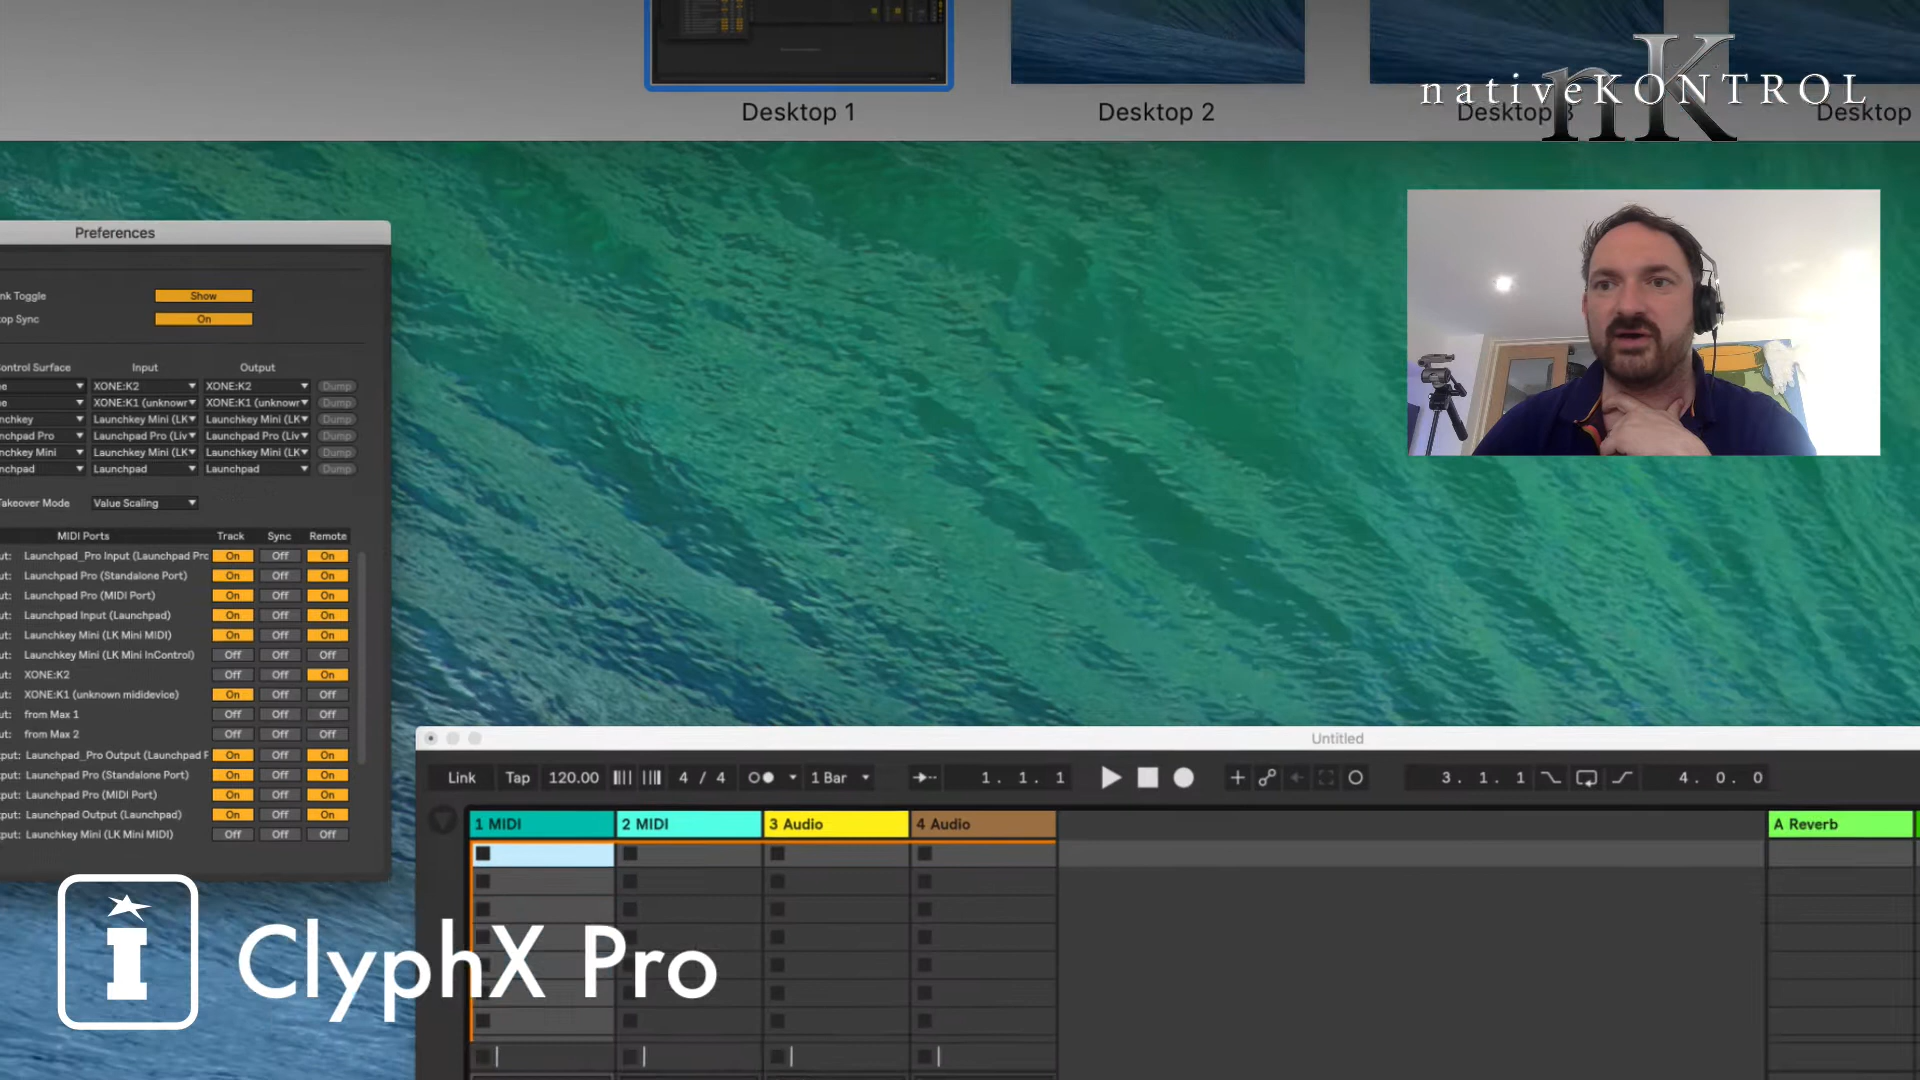 Desktop 1
Desktop 2
Desktop 3
Desktop
nativeKONTROL
nK
Preferences
nk Toggle
Show
op Sync
On
ontrol Surface Input Output
e XONE:K2 XONE:K2 Dump
e XONE:K1 (unknowr XONE:K1 (unknowr Dump
nchkey Launchkey Mini (LK Launchkey Mini (LK Dump
nchpad Pro Launchpad Pro (Liv Launchpad Pro (Liv Dump
nchkey Mini Launchkey Mini (LK Launchkey Mini (LK Dump
nchpad Launchpad Launchpad Dump
Takeover Mode Value Scaling
MIDI Ports Track Sync Remote
ut: Launchpad_Pro Input (Launchpad Pro On Off On
ut: Launchpad Pro (Standalone Port) On Off On
ut: Launchpad Pro (MIDI Port) On Off On
ut: Launchpad Input (Launchpad) On Off On
ut: Launchkey Mini (LK Mini MIDI) On Off On
ut: Launchkey Mini (LK Mini InControl) Off Off Off
ut: XONE:K2 Off Off On
ut: XONE:K1 (unknown mididevice) On Off Off
ut: from Max 1 Off Off Off
ut: from Max 2 Off Off Off
put: Launchpad_Pro Output (Launchpad P On Off On
put: Launchpad Pro (Standalone Port) On Off On
put: Launchpad Pro (MIDI Port) On Off On
put: Launchpad Output (Launchpad) On Off On
put: Launchkey Mini (LK Mini MIDI) Off Off Off
Untitled
Link Tap 120.00 4 / 4 1 Bar 1. 1. 1 3. 1. 1 4. 0. 0
1 MIDI 2 MIDI 3 Audio 4 Audio A Reverb
ClyphX Pro